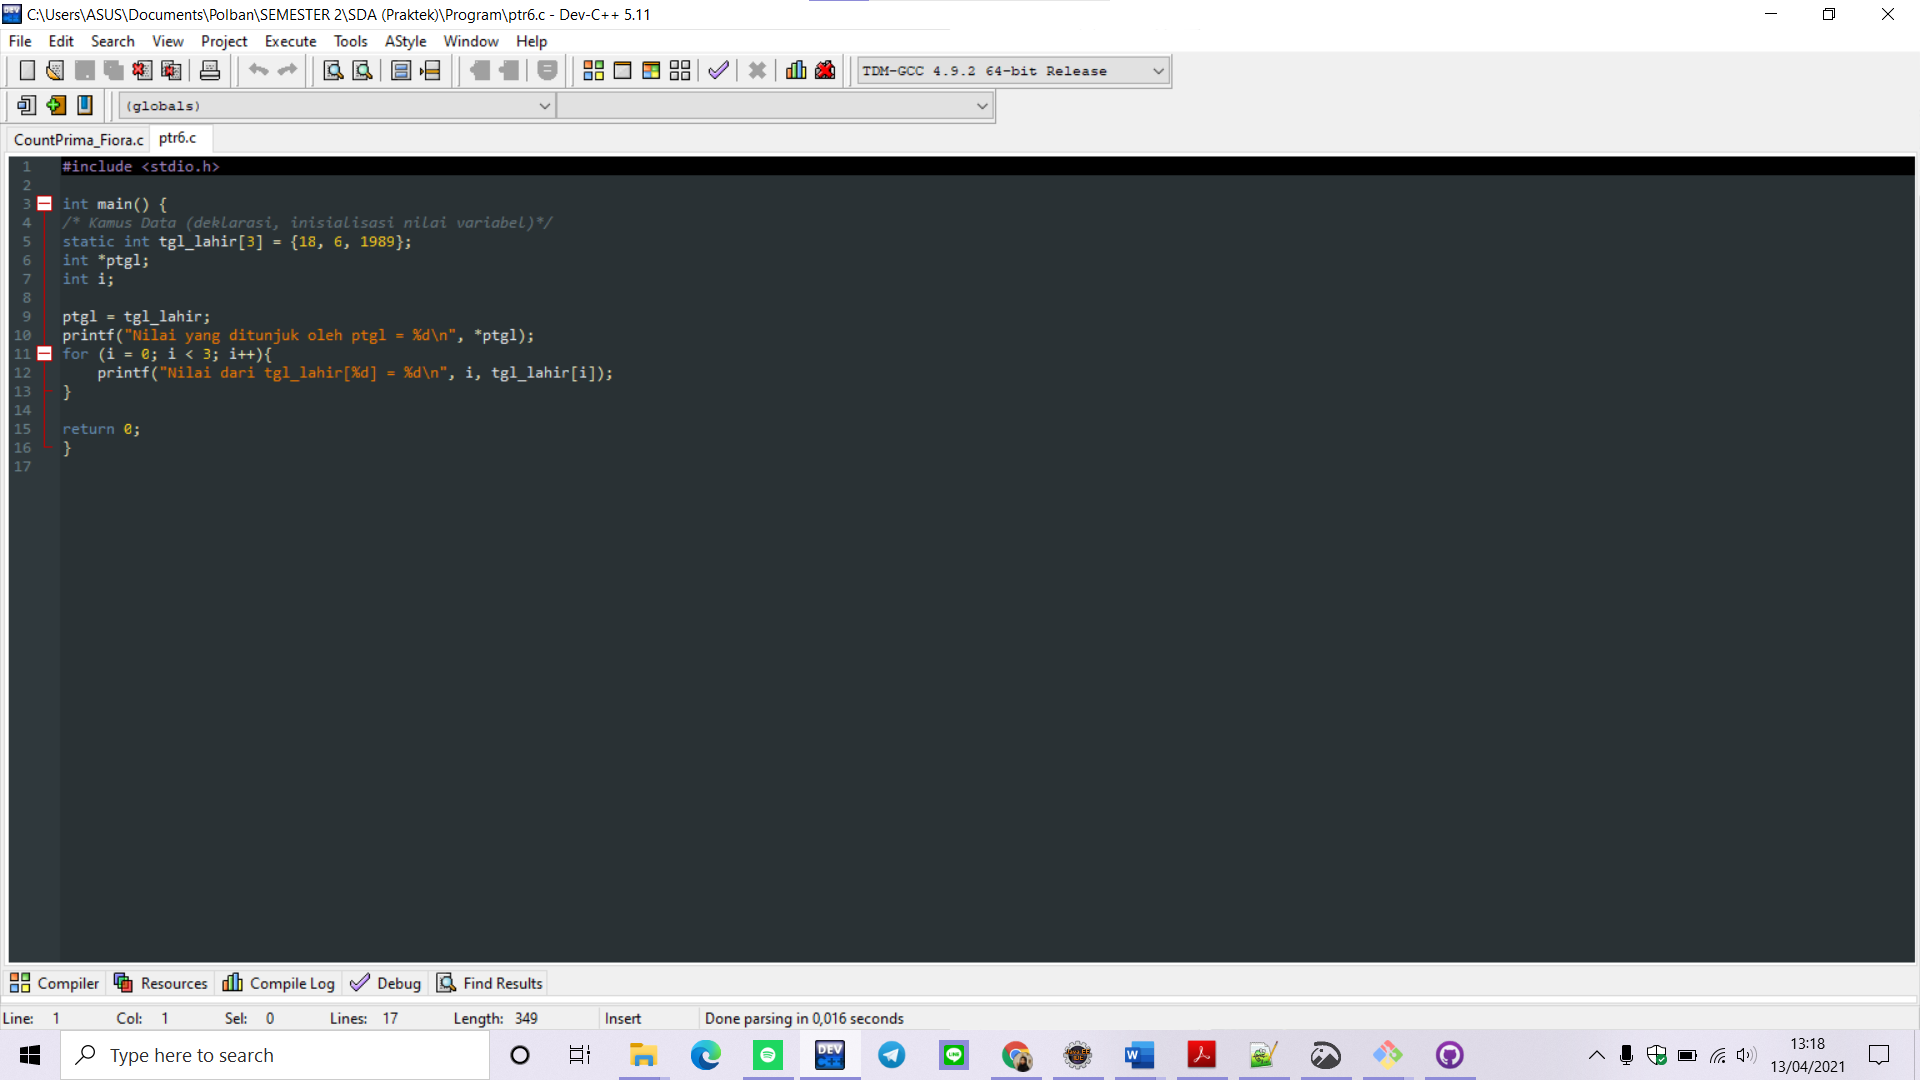 C:\Users\ASUS\Documents\Polban\SEMESTER 2\SDA (Praktek)\Program\ptr6.c - Dev-C++ 5.11
File Edit Search View Project Execute Tools AStyle Window Help
TDM-GCC 4.9.2 64-bit Release
(globals)
CountPrima_Fiora.c ptr6.c
1 #include <stdio.h>
2
3 int main() {
4 /* Kamus Data (deklarasi, inisialisasi nilai variabel)*/
5 static int tgl_lahir[3] = {18, 6, 1989};
6 int *ptgl;
7 int i;
8
9 ptgl = tgl_lahir;
10 printf("Nilai yang ditunjuk oleh ptgl = %d\n", *ptgl);
11 for (i = 0; i < 3; i++){
12     printf("Nilai dari tgl_lahir[%d] = %d\n", i, tgl_lahir[i]);
13 }
14
15 return 0;
16 }
17
Compiler Resources Compile Log Debug Find Results
Line: 1 Col: 1 Sel: 0 Lines: 17 Length: 349 Insert Done parsing in 0,016 seconds
Type here to search
DEV
13:18
13/04/2021